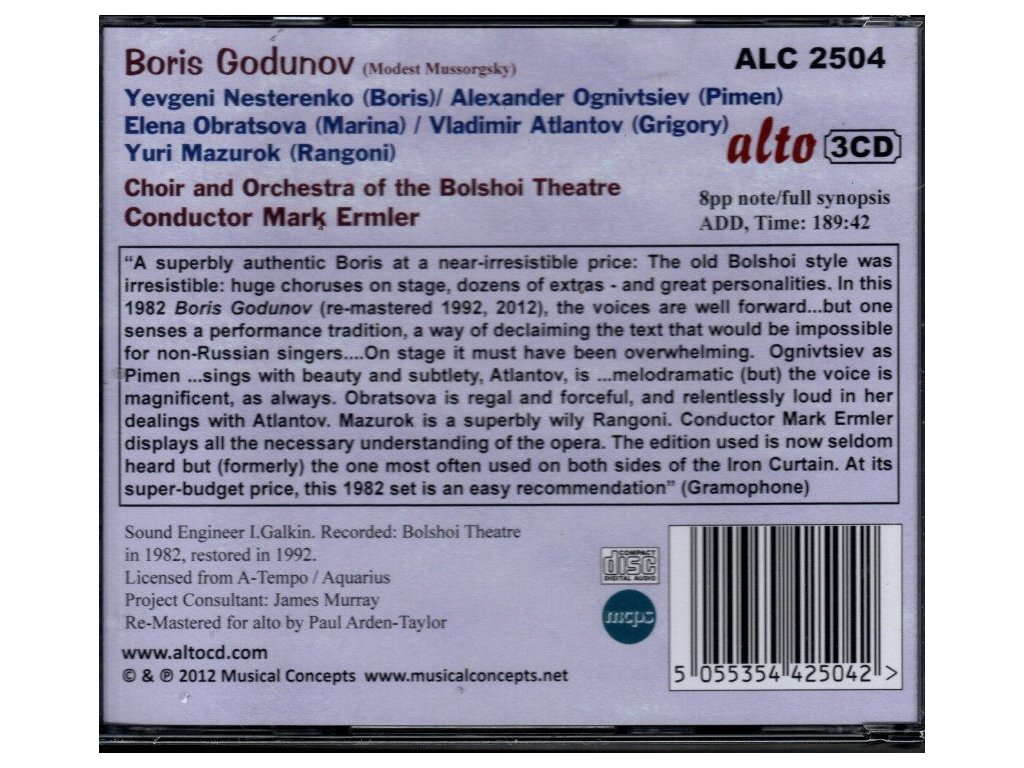 Boris Godunov (Modest Mussorgsky)
ALC 2504
Yevgeni Nesterenko (Boris)/ Alexander Ognivtsiev (Pimen)
Elena Obratsova (Marina) / Vladimir Atlantov (Grigory)
Yuri Mazurok (Rangoni)
alto 3CD
Choir and Orchestra of the Bolshoi Theatre
Conductor Mark Ermler
8pp note/full synopsis
ADD, Time: 189:42
“A superbly authentic Boris at a near-irresistible price: The old Bolshoi style was
irresistible: huge choruses on stage, dozens of extras - and great personalities. In this
1982 Boris Godunov (re-mastered 1992, 2012), the voices are well forward...but one
senses a performance tradition, a way of declaiming the text that would be impossible
for non-Russian singers....On stage it must have been overwhelming. Ognivtsiev as
Pimen ...sings with beauty and subtlety, Atlantov, is ...melodramatic (but) the voice is
magnificent, as always. Obratsova is regal and forceful, and relentlessly loud in her
dealings with Atlantov. Mazurok is a superbly wily Rangoni. Conductor Mark Ermler
displays all the necessary understanding of the opera. The edition used is now seldom
heard but (formerly) the one most often used on both sides of the Iron Curtain. At its
super-budget price, this 1982 set is an easy recommendation” (Gramophone)
Sound Engineer I.Galkin. Recorded: Bolshoi Theatre
in 1982, restored in 1992.
Licensed from A-Tempo / Aquarius
Project Consultant: James Murray
Re-Mastered for alto by Paul Arden-Taylor
www.altocd.com
© & ℗ 2012 Musical Concepts www.musicalconcepts.net
COMPACT
disc
DIGITAL AUDIO
mcps
5 055354 425042 >